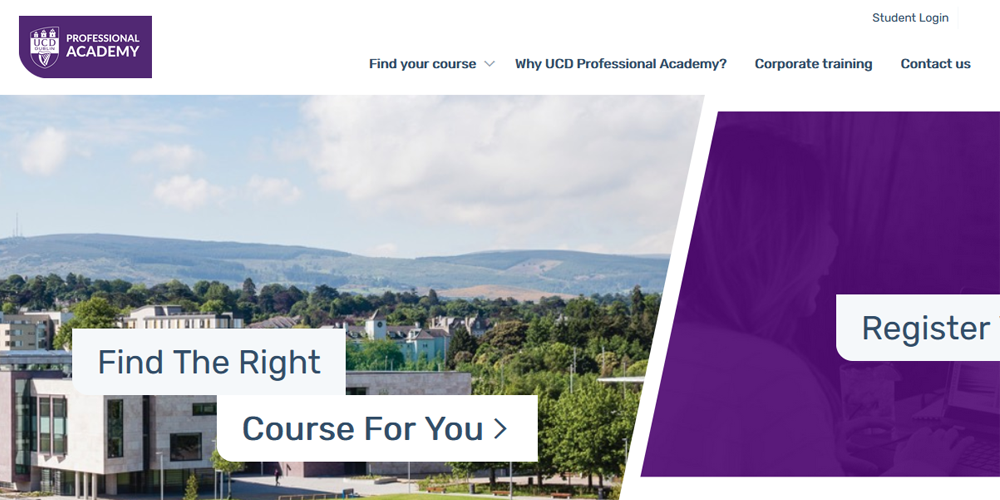 Student Login
UCD
DUBLIN
PROFESSIONAL
ACADEMY
Find your course
Why UCD Professional Academy?
Corporate training
Contact us
Find The Right
Course For You
Register